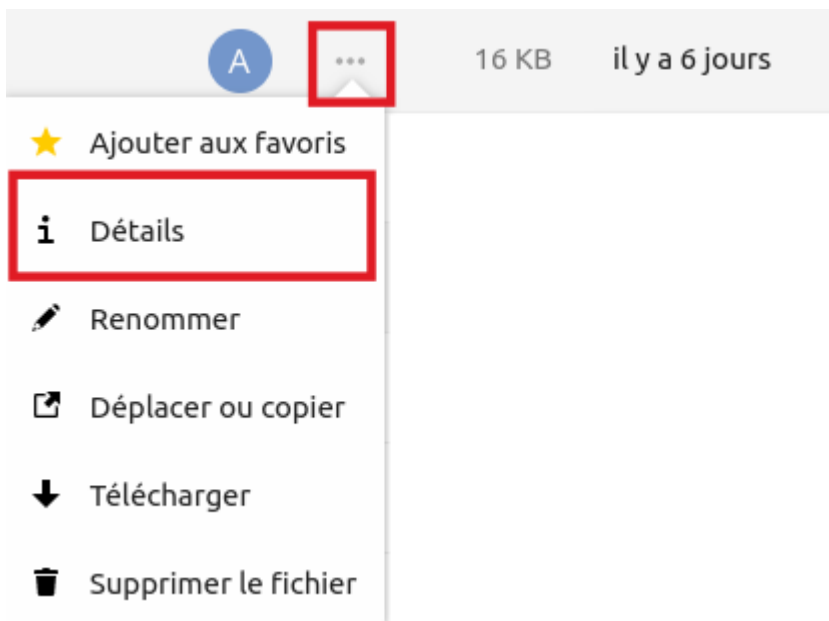 A ... 16 KB il y a 6 jours
Ajouter aux favoris
i Détails
Renommer
Déplacer ou copier
Télécharger
Supprimer le fichier